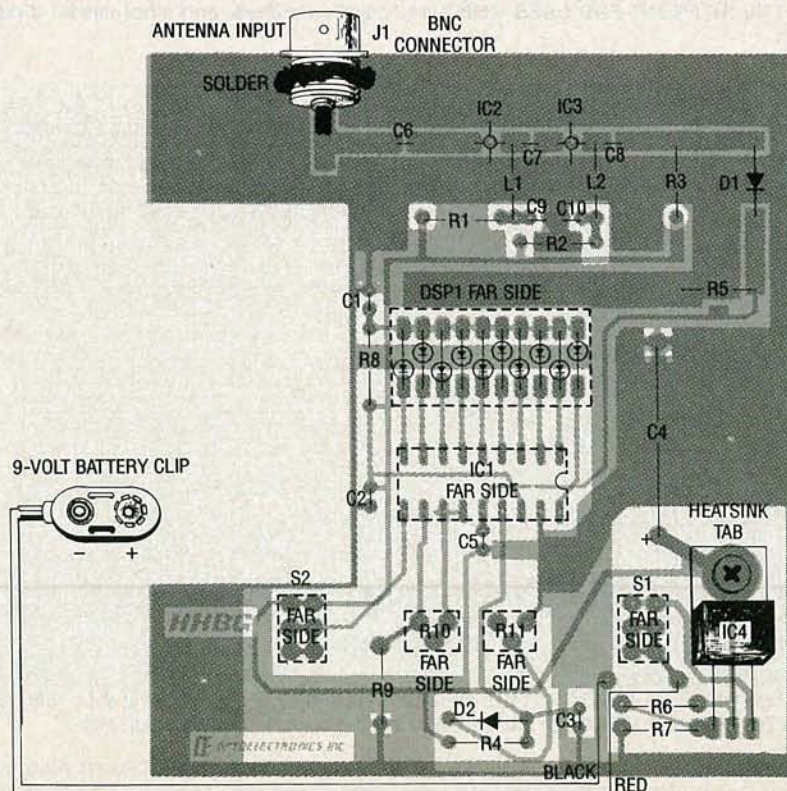 ANTENNA INPUT
J1 BNC
CONNECTOR
SOLDER
IC2
IC3
C6
C7
C8
L1
L2
R3
D1
R1
C9
C10
R2
DSP1 FAR SIDE
R5
C1
R8
C4
9-VOLT BATTERY CLIP
IC1
FAR SIDE
C2
HEATSINK
TAB
- +
C5
+
S2
S1
FAR
SIDE
HHBC
R10
R11
FAR
SIDE
IC4
FAR
SIDE
FAR
SIDE
R9
D2
C3
R6
R4
R7
OPTOELECTRONICS INC
BLACK
RED